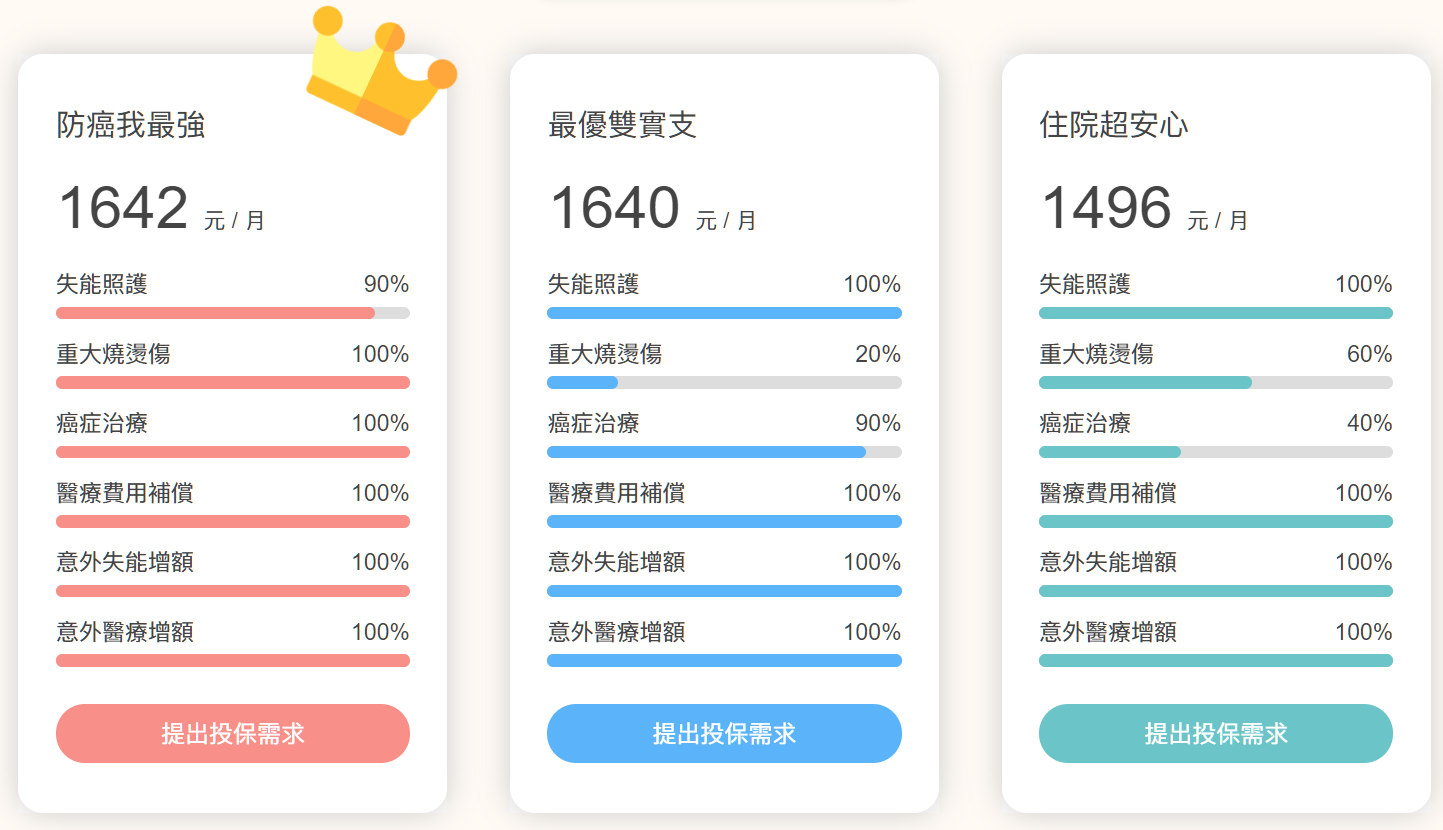 防癌我最強
1642 元 / 月
失能照護 90%
重大燒燙傷 100%
癌症治療 100%
醫療費用補償 100%
意外失能增額 100%
意外醫療增額 100%
提出投保需求
最優雙實支
1640 元 / 月
失能照護 100%
重大燒燙傷 20%
癌症治療 90%
醫療費用補償 100%
意外失能增額 100%
意外醫療增額 100%
提出投保需求
住院超安心
1496 元 / 月
失能照護 100%
重大燒燙傷 60%
癌症治療 40%
醫療費用補償 100%
意外失能增額 100%
意外醫療增額 100%
提出投保需求